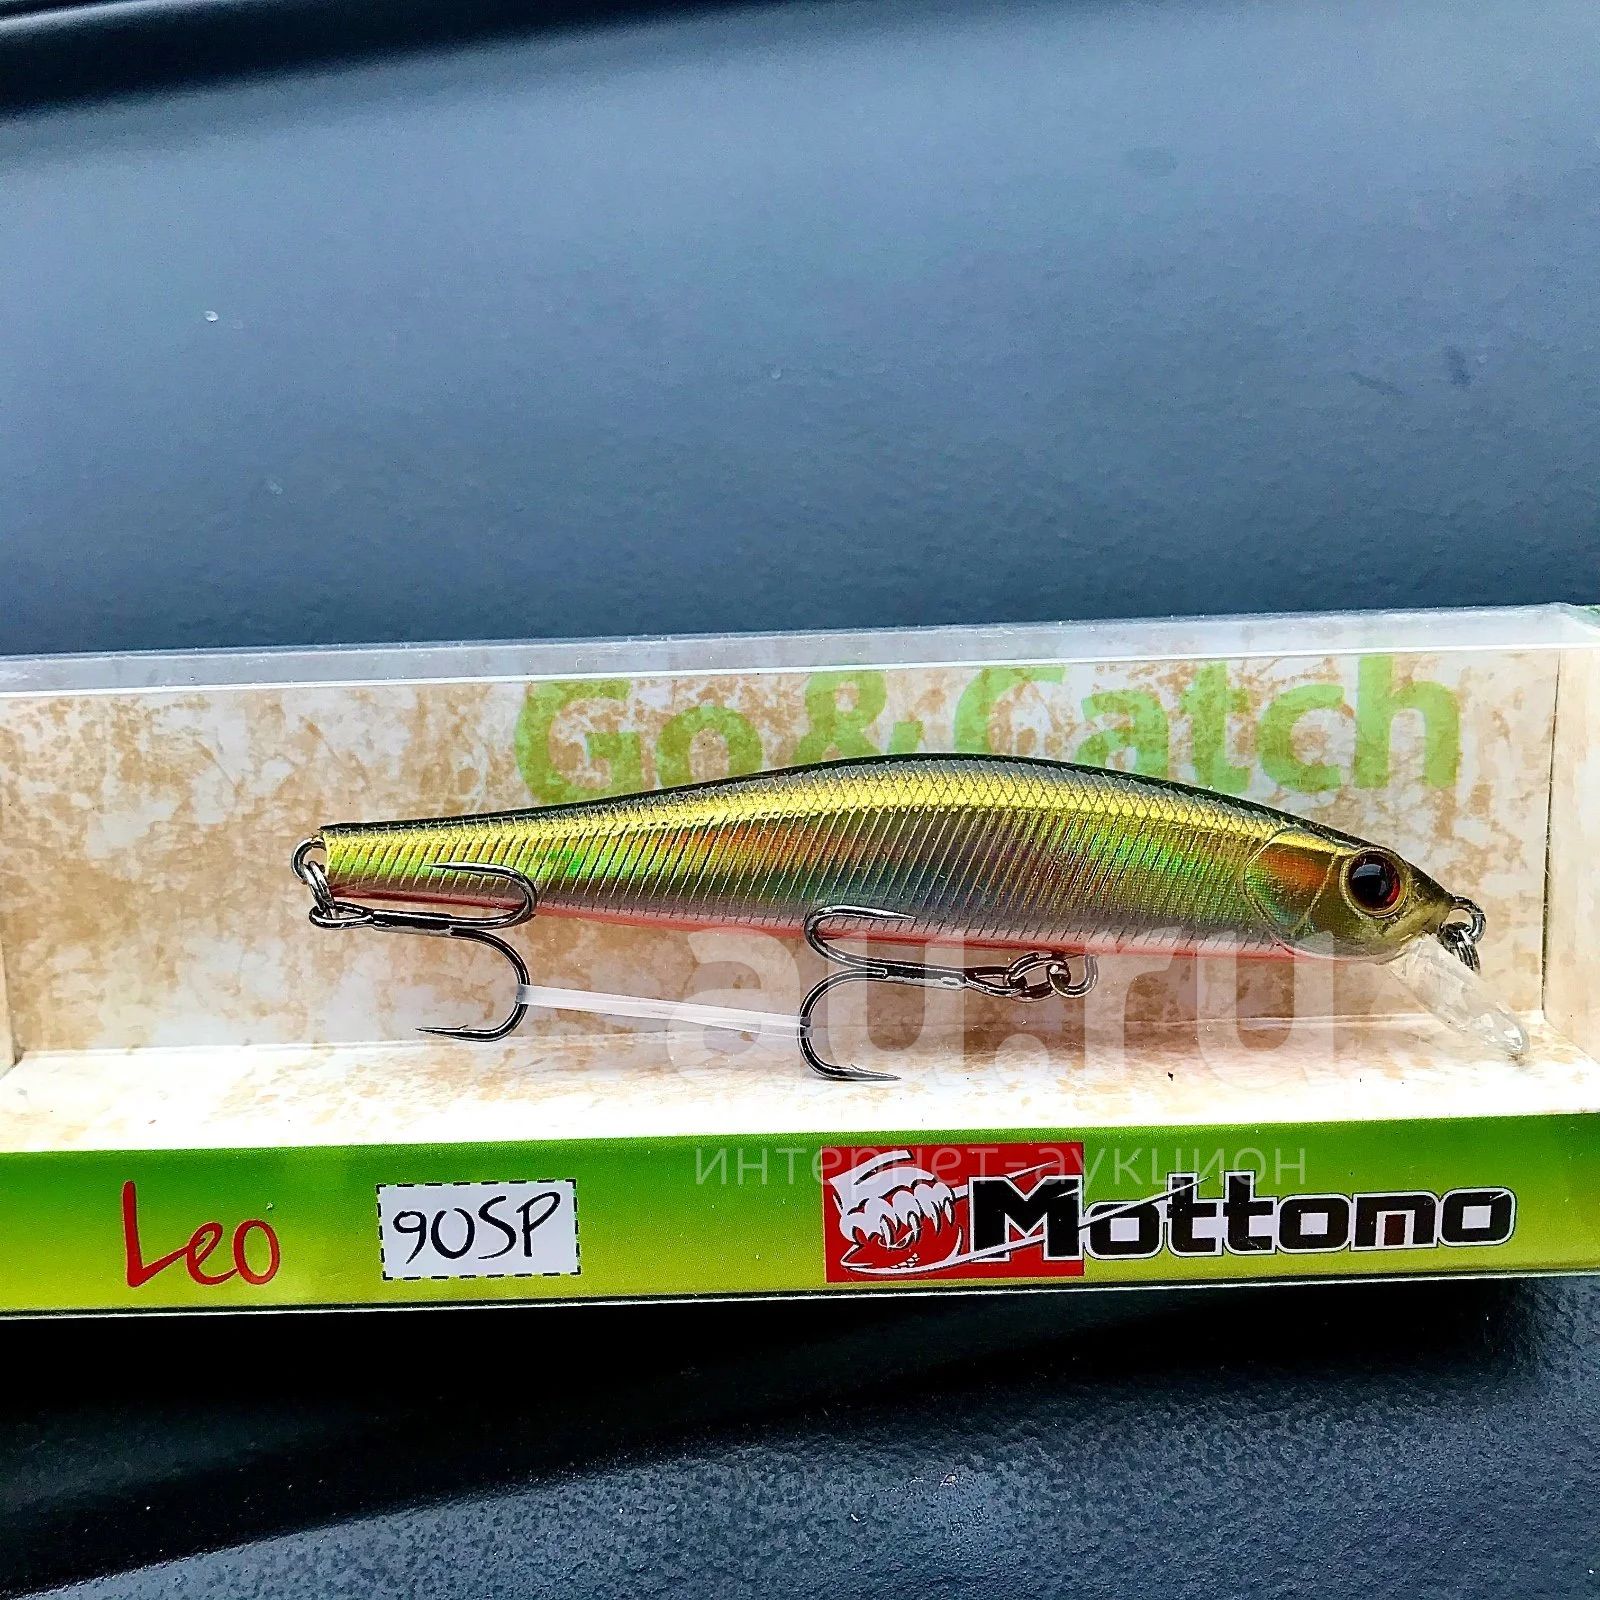 Go & Catch
au.ru
интернет-аукцион
Leo 90SP Mottomo